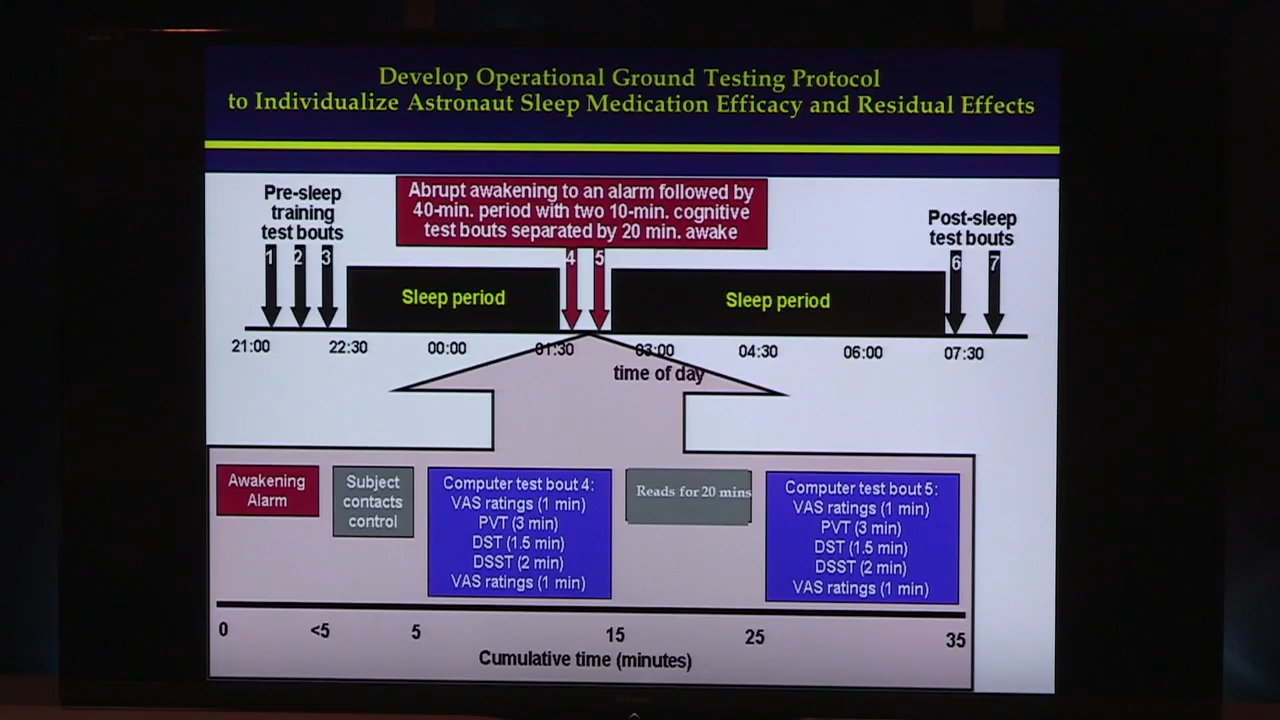 Develop Operational Ground Testing Protocol
to Individualize Astronaut Sleep Medication Efficacy and Residual Effects
Pre-sleep
training
test bouts
Abrupt awakening to an alarm followed by
40-min. period with two 10-min. cognitive
test bouts separated by 20 min. awake
Post-sleep
test bouts
1 2 3 4 5 6 7
Sleep period
Sleep period
21:00 22:30 00:00 01:30 03:00 04:30 06:00 07:30
time of day
Awakening
Alarm
Subject
contacts
control
Computer test bout 4:
VAS ratings (1 min)
PVT (3 min)
DST (1.5 min)
DSST (2 min)
VAS ratings (1 min)
Reads for 20 mins
Computer test bout 5:
VAS ratings (1 min)
PVT (3 min)
DST (1.5 min)
DSST (2 min)
VAS ratings (1 min)
0 <5 5 15 25 35
Cumulative time (minutes)